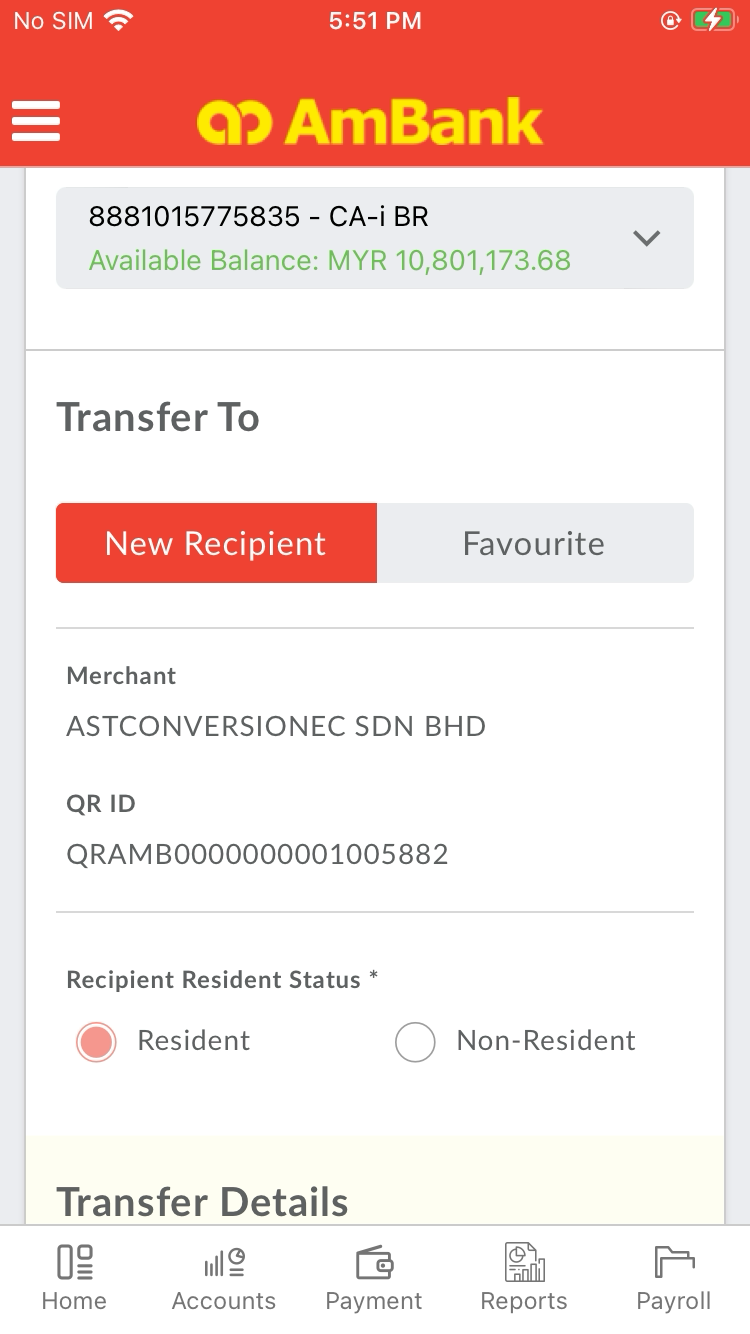 No SIM 5:51 PM
AmBank
8881015775835 - CA-i BR
Available Balance: MYR 10,801,173.68
Transfer To
New Recipient Favourite
Merchant
ASTCONVERSIONEC SDN BHD
QR ID
QRAMB0000000001005882
Recipient Resident Status *
Resident Non-Resident
Transfer Details
Home Accounts Payment Reports Payroll